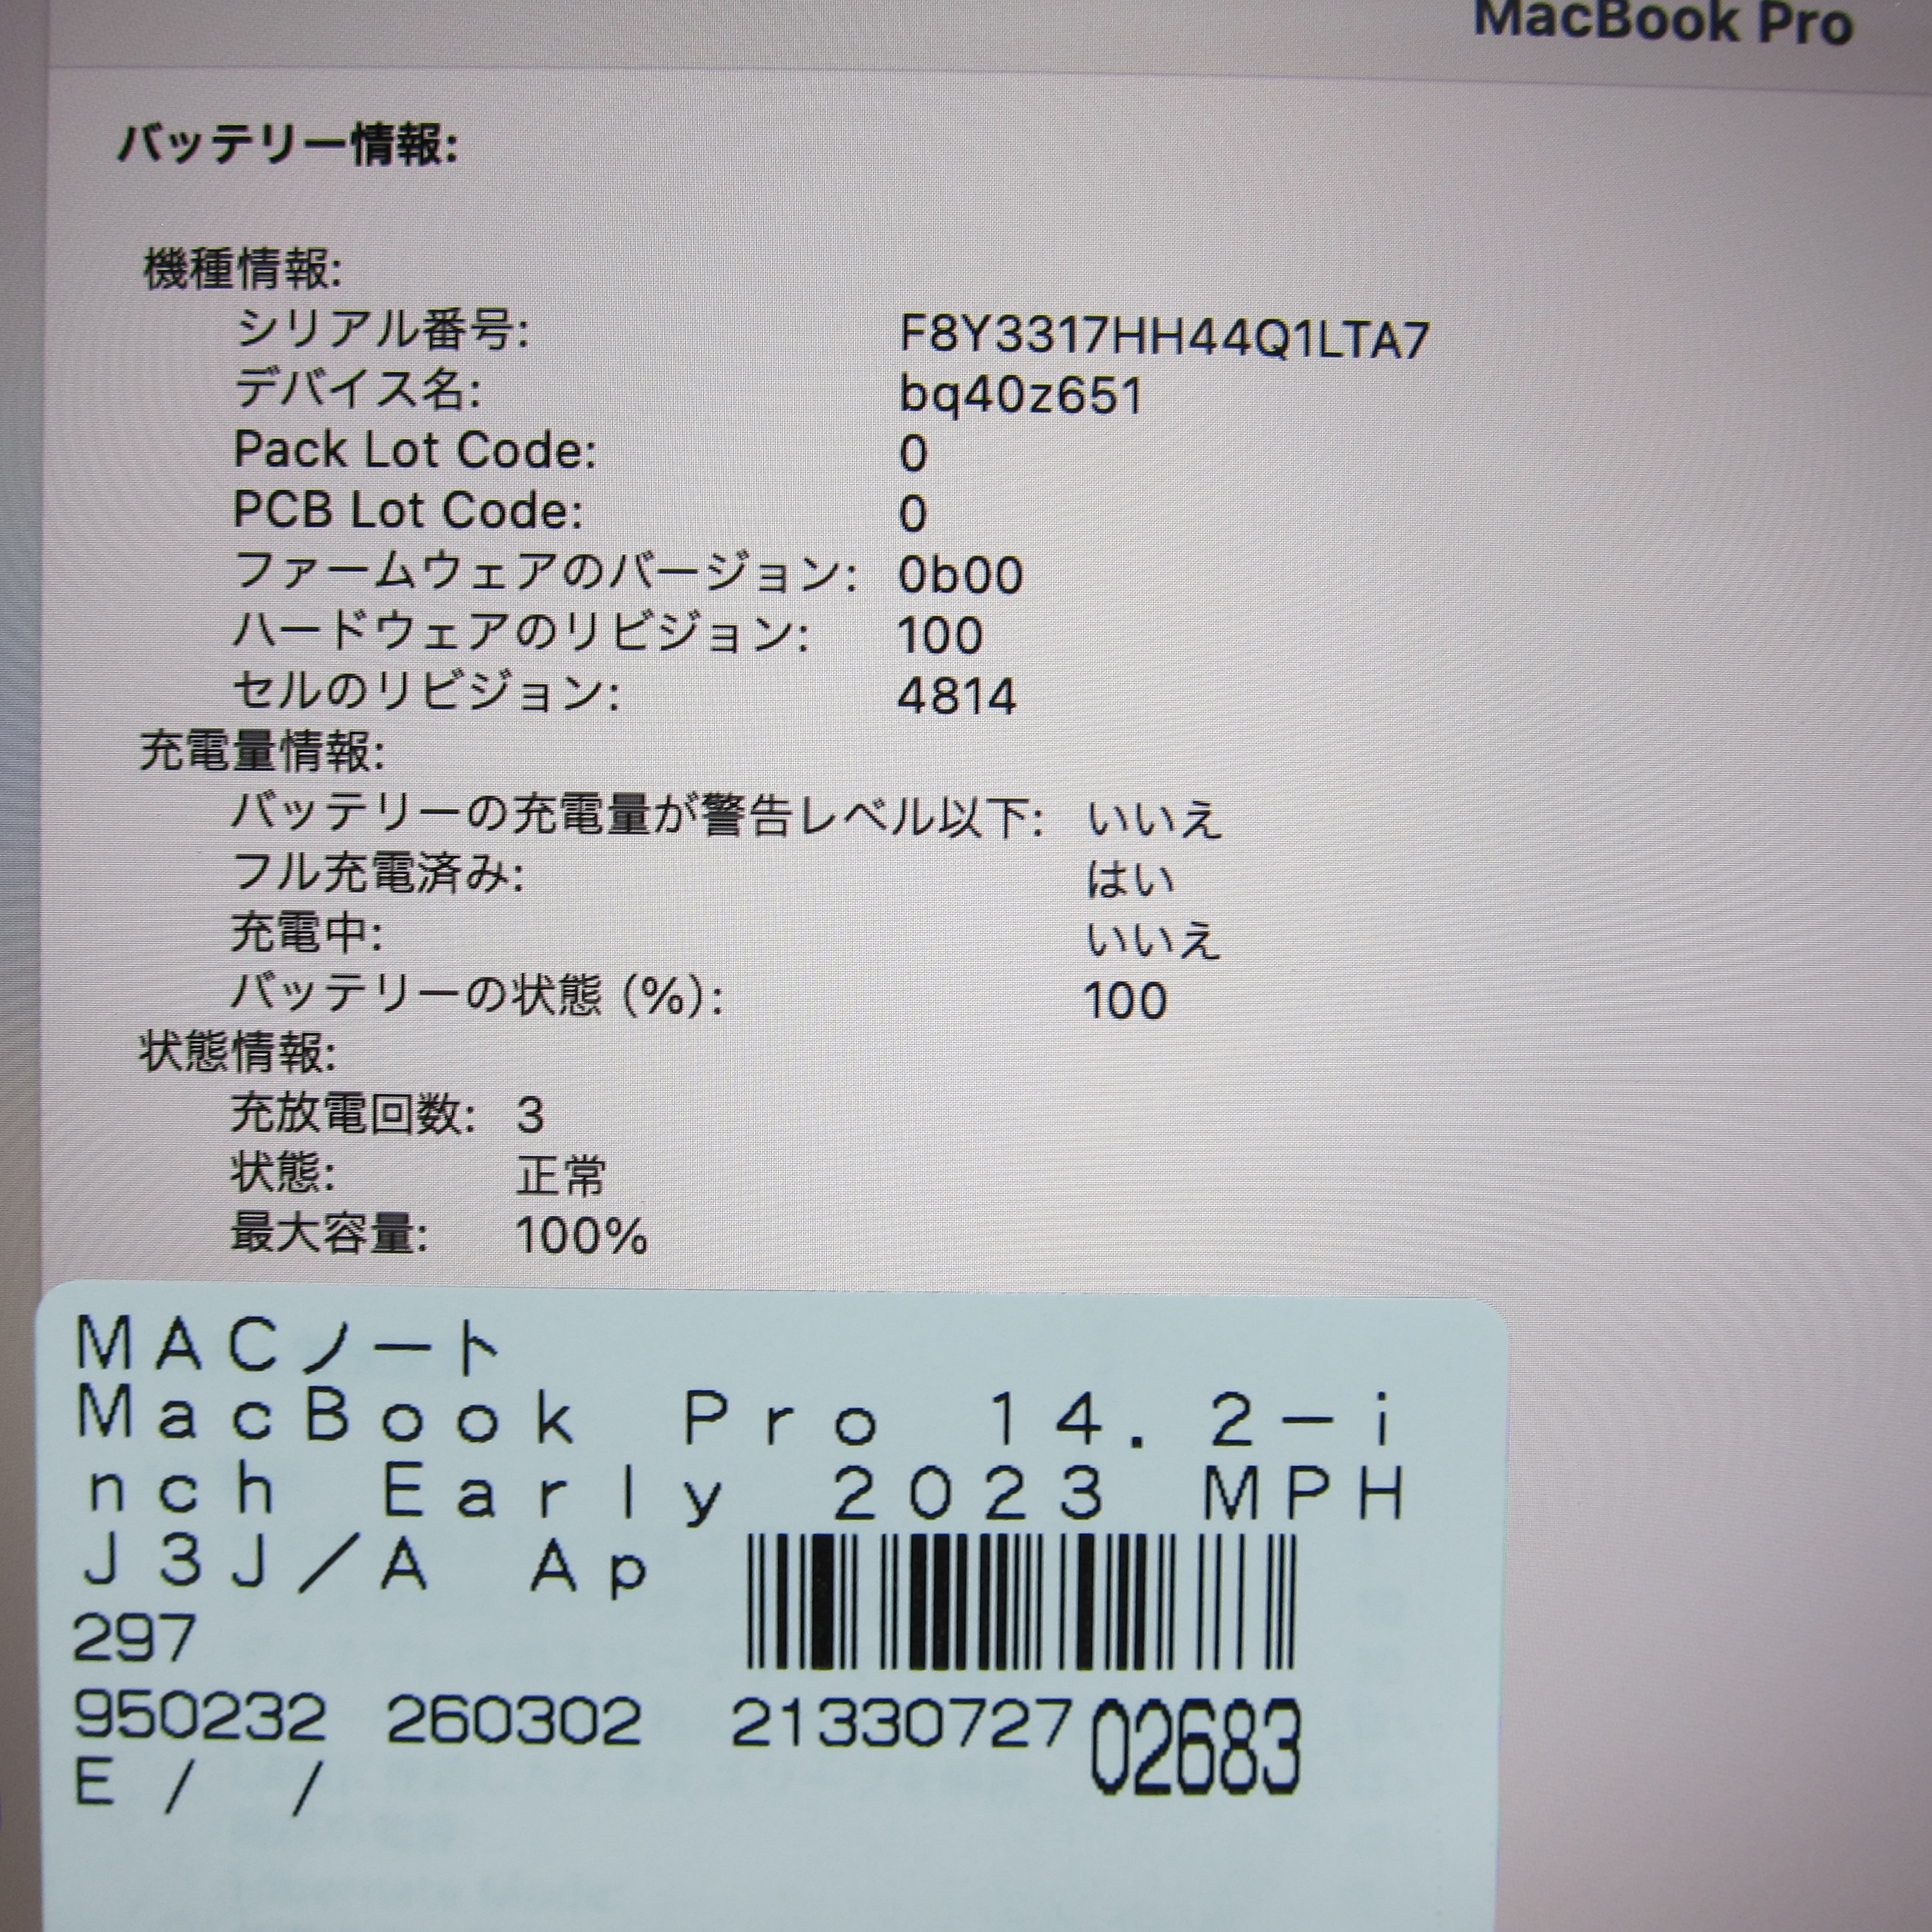 MacBook Pro
バッテリー情報:
機種情報:
シリアル番号: F8Y3317HH44Q1LTA7
デバイス名: bq40z651
Pack Lot Code: 0
PCB Lot Code: 0
ファームウェアのバージョン: 0b00
ハードウェアのリビジョン: 100
セルのリビジョン: 4814
充電量情報:
バッテリーの充電量が警告レベル以下: いいえ
フル充電済み: はい
充電中: いいえ
バッテリーの状態 (%): 100
状態情報:
充放電回数: 3
状態: 正常
最大容量: 100%
MACノート
MacBook Pro 14.2-i
nch Early 2023 MPH
J3J/A Ap
297
950232 260302 21330727 02683
E / /